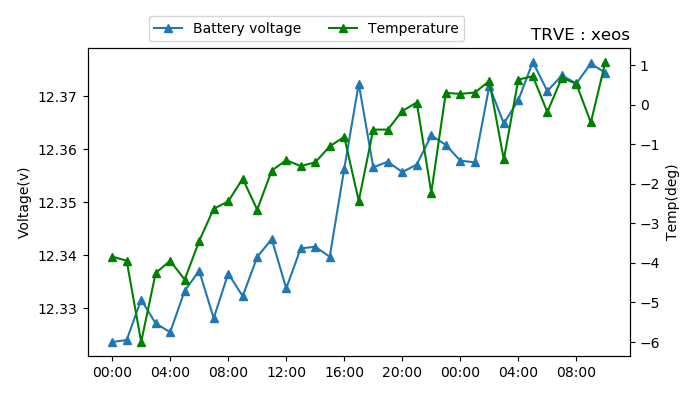 Battery voltage Temperature
TRVE : xeos
Voltage(v)
12.37
12.36
12.35
12.34
12.33
1
0
−1
−2
−3
−4
−5
−6
Temp(deg)
00:00 04:00 08:00 12:00 16:00 20:00 00:00 04:00 08:00